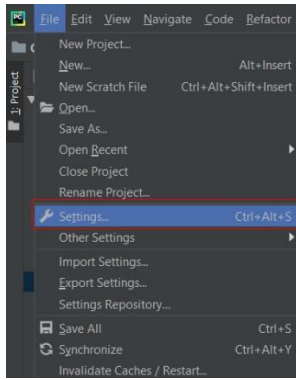 PC File Edit View Navigate Code Refactor
New Project...
New... Alt+Insert
New Scratch File Ctrl+Alt+Shift+Insert
Open...
Save As...
Open Recent
Close Project
Rename Project...
Settings... Ctrl+Alt+S
Other Settings
Import Settings...
Export Settings...
Settings Repository...
Save All Ctrl+S
Synchronize Ctrl+Alt+Y
Invalidate Caches / Restart...
1: Project